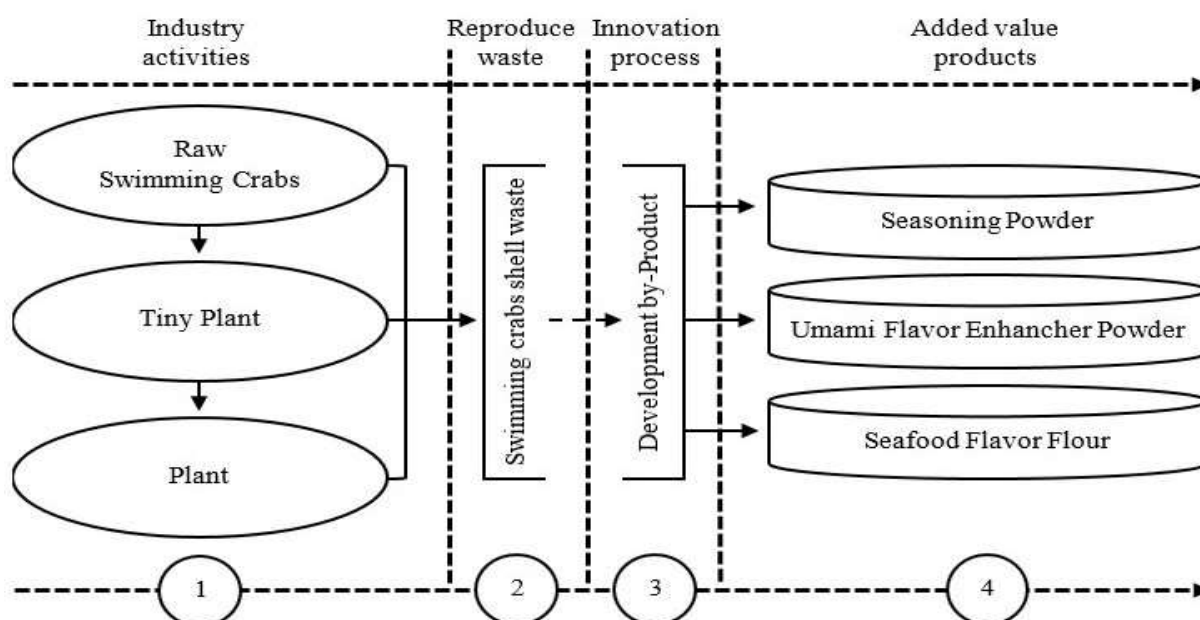 Industry
activities
Reproduce
waste
Innovation
process
Added value
products
Raw
Swimming Crabs
Tiny Plant
Plant
Swimming crabs shell waste
Development by-Product
Seasoning Powder
Umami Flavor Enhancher Powder
Seafood Flavor Flour
1
2
3
4